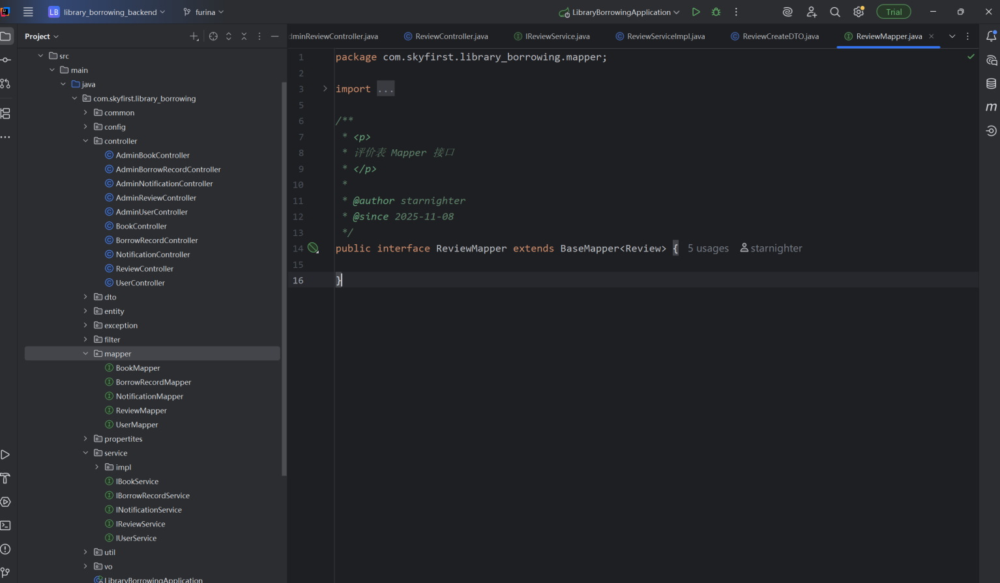 LB library_borrowing_backend furina LibraryBorrowingApplication Trial
Project
src
main
java
com.skyfirst.library_borrowing
common
config
controller
AdminBookController
AdminBorrowRecordController
AdminNotificationController
AdminReviewController
AdminUserController
BookController
BorrowRecordController
NotificationController
ReviewController
UserController
dto
entity
exception
filter
mapper
BookMapper
BorrowRecordMapper
NotificationMapper
ReviewMapper
UserMapper
propertites
service
impl
IBookService
IBorrowRecordService
INotificationService
IReviewService
IUserService
util
vo
LibraryBorrowingApplication
dminReviewController.java ReviewController.java IReviewService.java ReviewServiceImpl.java ReviewCreateDTO.java ReviewMapper.java
1 package com.skyfirst.library_borrowing.mapper;
2
3 import ...
5
6 /**
7 * <p>
8 * 评价表 Mapper 接口
9 * </p>
10 *
11 * @author starnighter
12 * @since 2025-11-08
13 */
14 public interface ReviewMapper extends BaseMapper<Review> { 5 usages starnighter
15
16 }